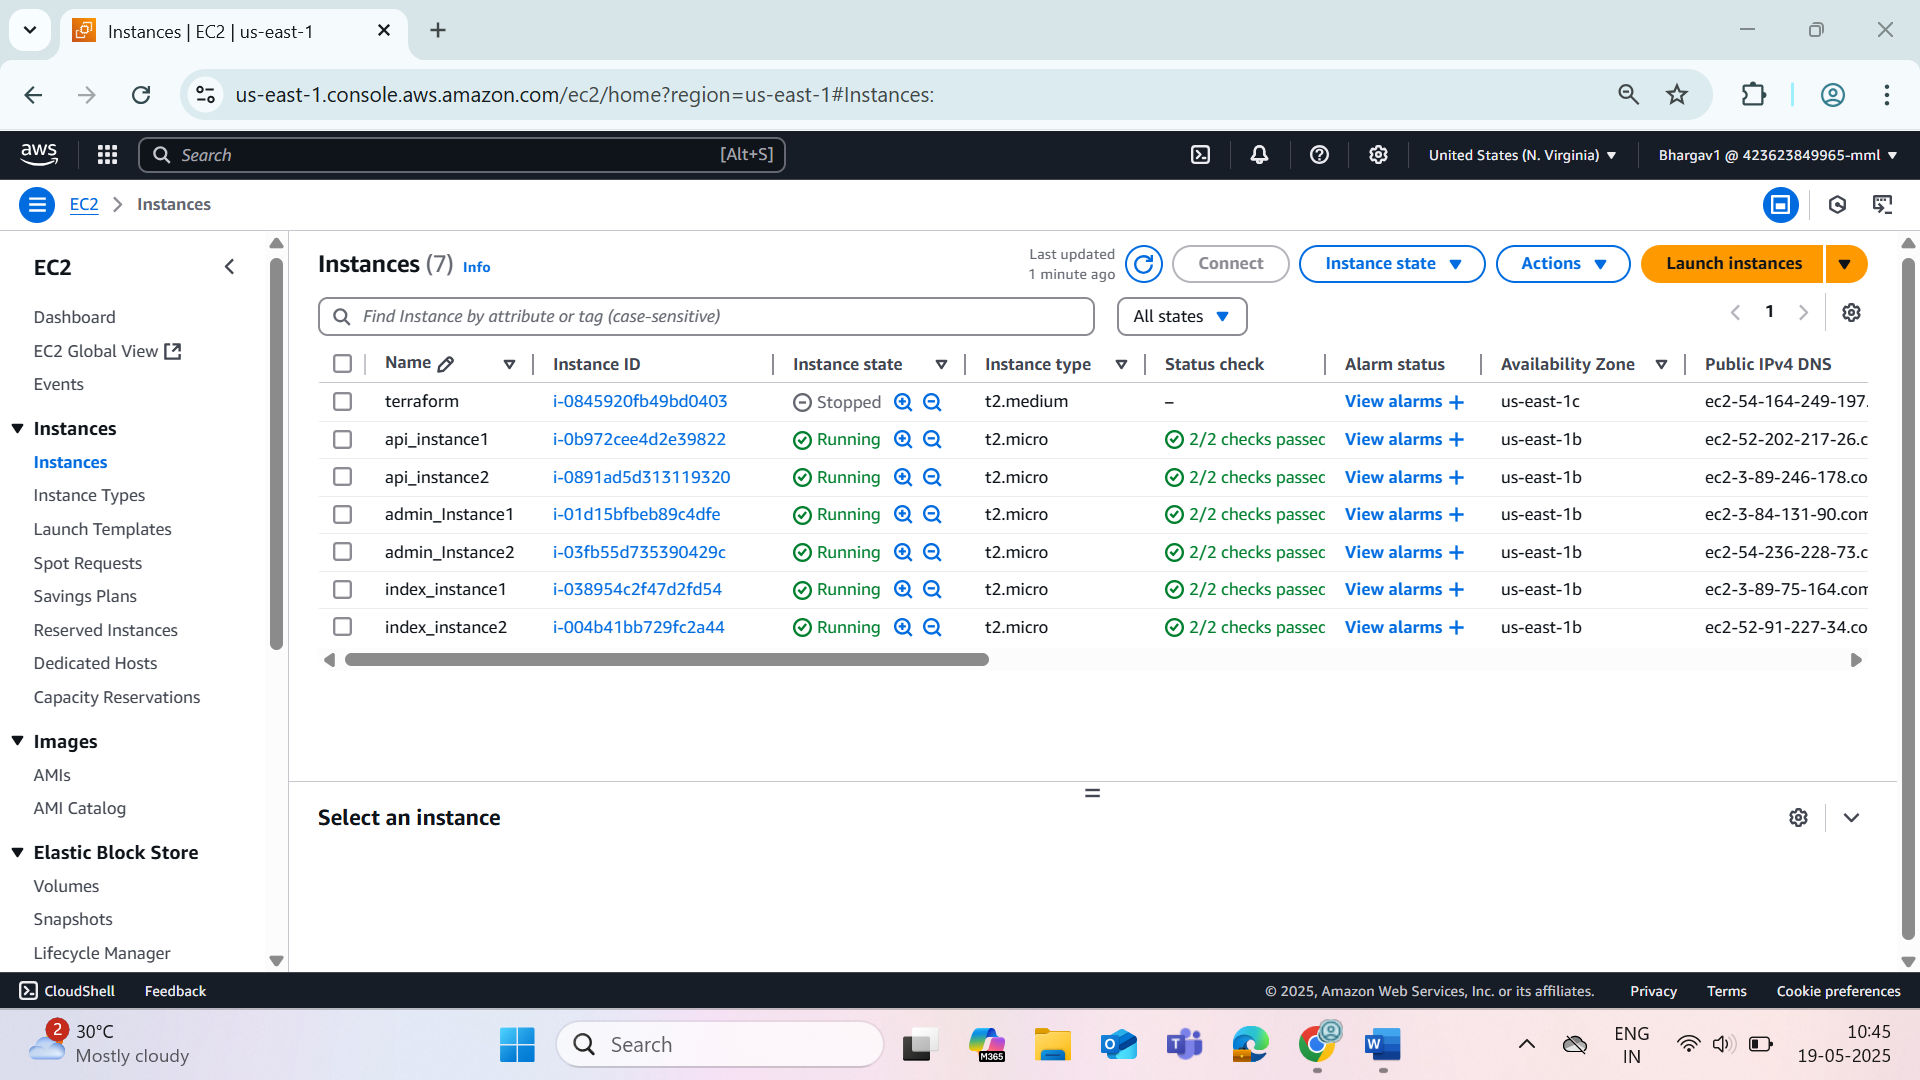 Instances | EC2 | us-east-1
us-east-1.console.aws.amazon.com/ec2/home?region=us-east-1#Instances:
aws
Search [Alt+S]
United States (N. Virginia)
Bhargav1 @ 423623849965-mml
EC2 > Instances
EC2
Dashboard
EC2 Global View
Events
Instances
Instances
Instance Types
Launch Templates
Spot Requests
Savings Plans
Reserved Instances
Dedicated Hosts
Capacity Reservations
Images
AMIs
AMI Catalog
Elastic Block Store
Volumes
Snapshots
Lifecycle Manager
Instances (7) Info
Last updated
1 minute ago
Connect
Instance state
Actions
Launch instances
Find Instance by attribute or tag (case-sensitive)
All states
1
Name Instance ID Instance state Instance type Status check Alarm status Availability Zone Public IPv4 DNS
terraform i-0845920fb49bd0403 Stopped t2.medium – View alarms + us-east-1c ec2-54-164-249-197.
api_instance1 i-0b972cee4d2e39822 Running t2.micro 2/2 checks passed View alarms + us-east-1b ec2-52-202-217-26.c
api_instance2 i-0891ad5d313119320 Running t2.micro 2/2 checks passed View alarms + us-east-1b ec2-3-89-246-178.co
admin_Instance1 i-01d15bfbeb89c4dfe Running t2.micro 2/2 checks passed View alarms + us-east-1b ec2-3-84-131-90.com
admin_Instance2 i-03fb55d735390429c Running t2.micro 2/2 checks passed View alarms + us-east-1b ec2-54-236-228-73.c
index_instance1 i-038954c2f47d2fd54 Running t2.micro 2/2 checks passed View alarms + us-east-1b ec2-3-89-75-164.com
index_instance2 i-004b41bb729fc2a44 Running t2.micro 2/2 checks passed View alarms + us-east-1b ec2-52-91-227-34.co
Select an instance
CloudShell Feedback © 2025, Amazon Web Services, Inc. or its affiliates. Privacy Terms Cookie preferences
2
30°C
Mostly cloudy
Search
M365
ENG
IN
10:45
19-05-2025